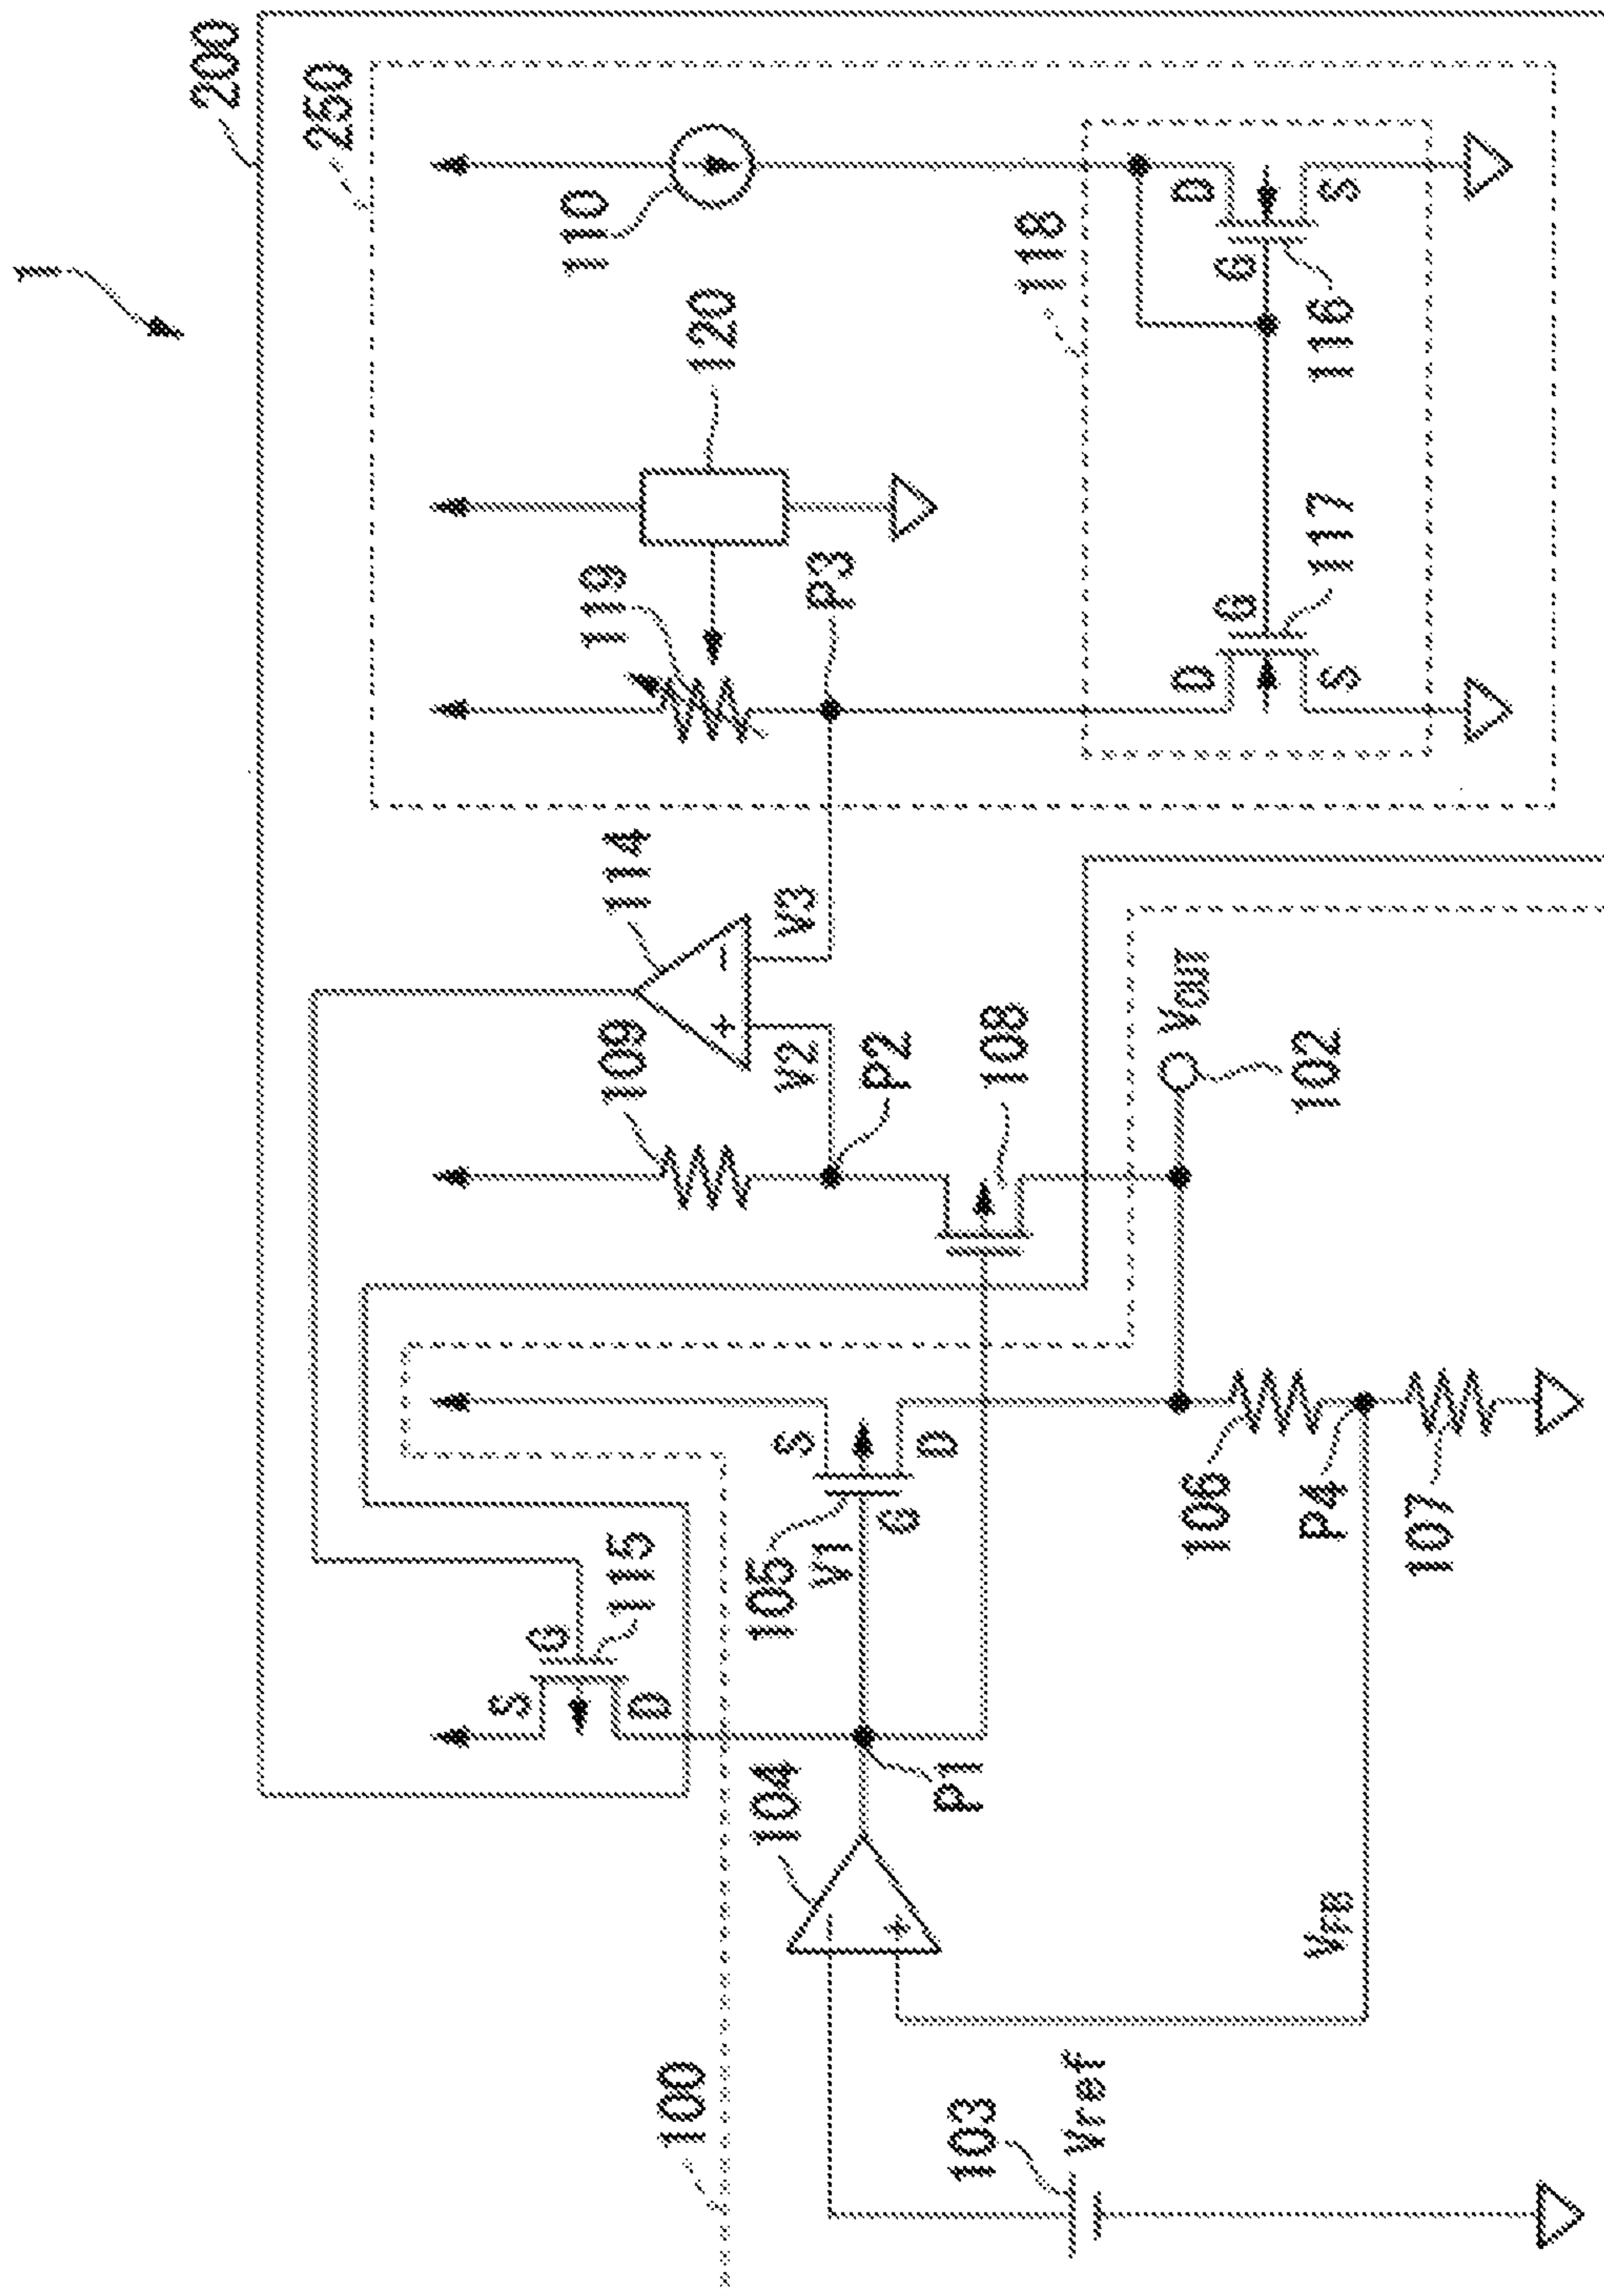 1
200
250
110
120
119
P3
118
D
G
S
116
D
G
S
117
114
+
-
V2
V3
109
P2
108
VOUT
102
S
G
D
115
S
G
D
105
V1
P1
104
-
+
106
P4
107
VFB
100
103
Vref